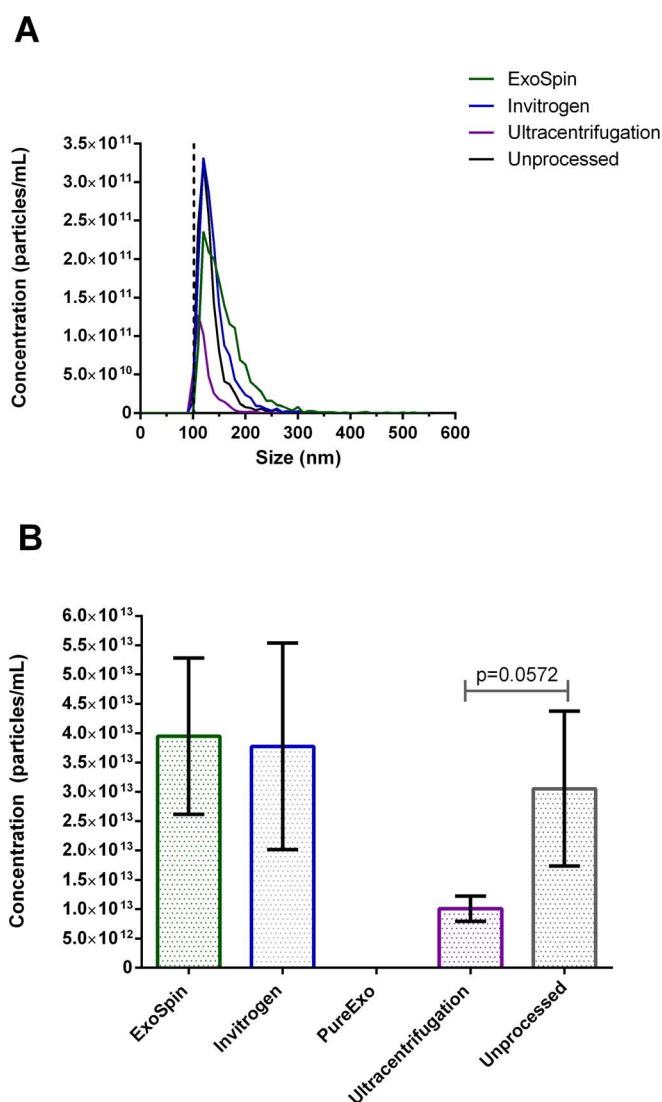 A
ExoSpin
Invitrogen
Ultracentrifugation
Unprocessed
Concentration (particles/mL)
3.5×10¹¹
3.0×10¹¹
2.5×10¹¹
2.0×10¹¹
1.5×10¹¹
1.0×10¹¹
5.0×10¹⁰
0
0 100 200 300 400 500 600
Size (nm)
B
Concentration (particles/mL)
6.0×10¹³
5.5×10¹³
5.0×10¹³
4.5×10¹³
4.0×10¹³
3.5×10¹³
3.0×10¹³
2.5×10¹³
2.0×10¹³
1.5×10¹³
1.0×10¹³
5.0×10¹²
0
p=0.0572
ExoSpin
Invitrogen
PureExo
Ultracentrifugation
Unprocessed